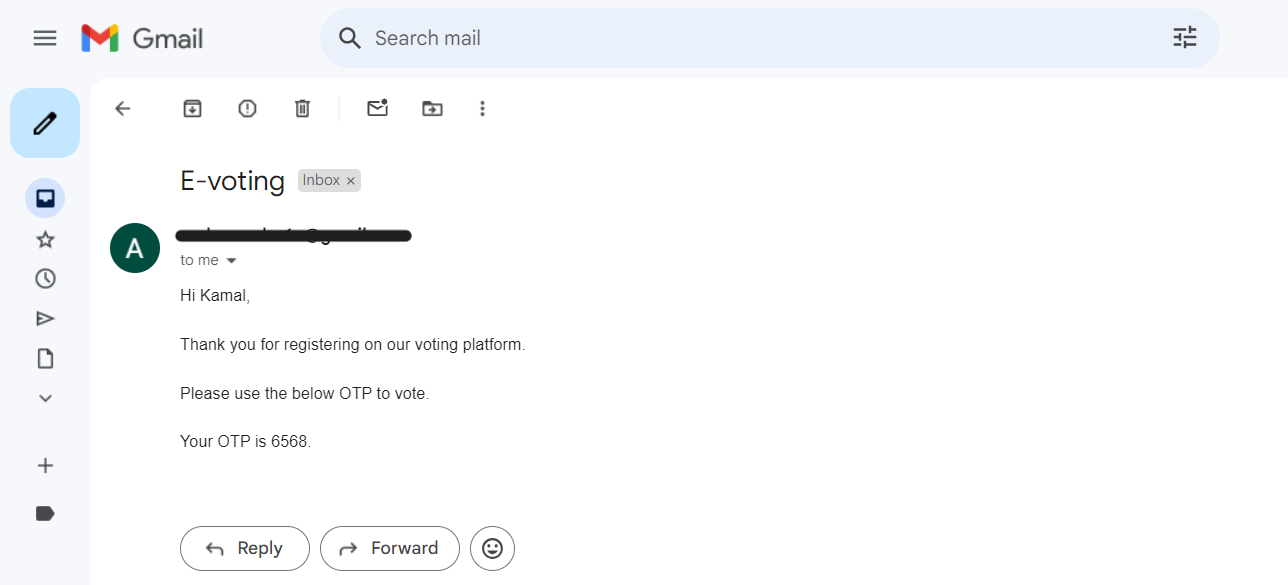 Gmail
Search mail
E-voting Inbox ×
A
to me
Hi Kamal,
Thank you for registering on our voting platform.
Please use the below OTP to vote.
Your OTP is 6568.
Reply Forward